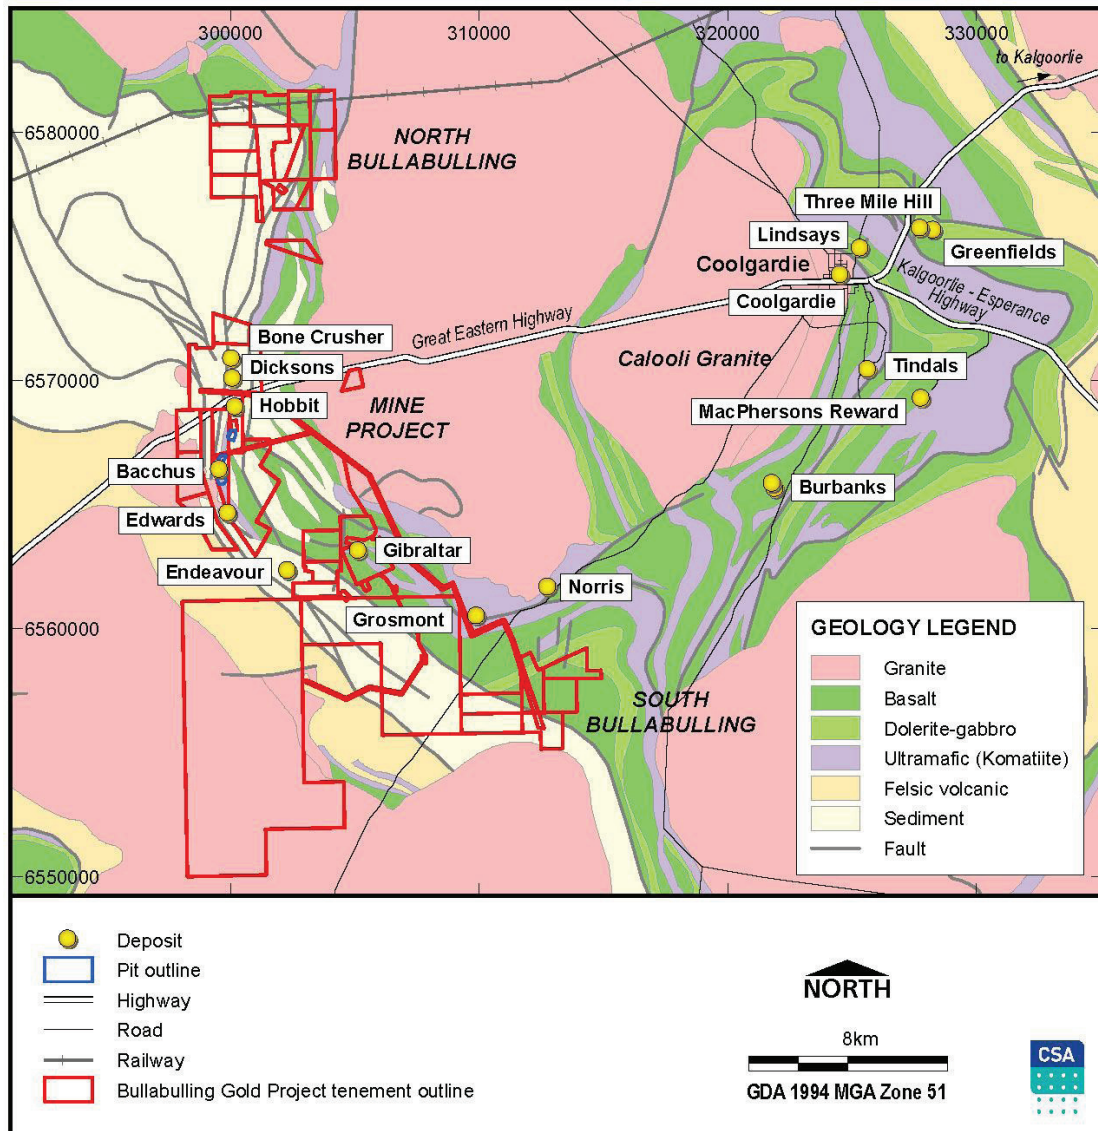 300000
310000
320000
330000
to Kalgoorlie
6580000
NORTH
BULLABULLING
Three Mile Hill
Lindsays
Greenfields
Coolgardie
Coolgardie
Kalgoorlie - Esperance
Highway
Great Eastern Highway
Bone Crusher
Dicksons
Calooli Granite
Tindals
6570000
Hobbit
MINE
PROJECT
MacPhersons Reward
Bacchus
Burbanks
Edwards
Gibraltar
Endeavour
Norris
Grosmont
6560000
SOUTH
BULLABULLING
6550000
GEOLOGY LEGEND
Granite
Basalt
Dolerite-gabbro
Ultramafic (Komatiite)
Felsic volcanic
Sediment
Fault
Deposit
Pit outline
Highway
Road
Railway
Bullabulling Gold Project tenement outline
NORTH
8km
GDA 1994 MGA Zone 51
CSA